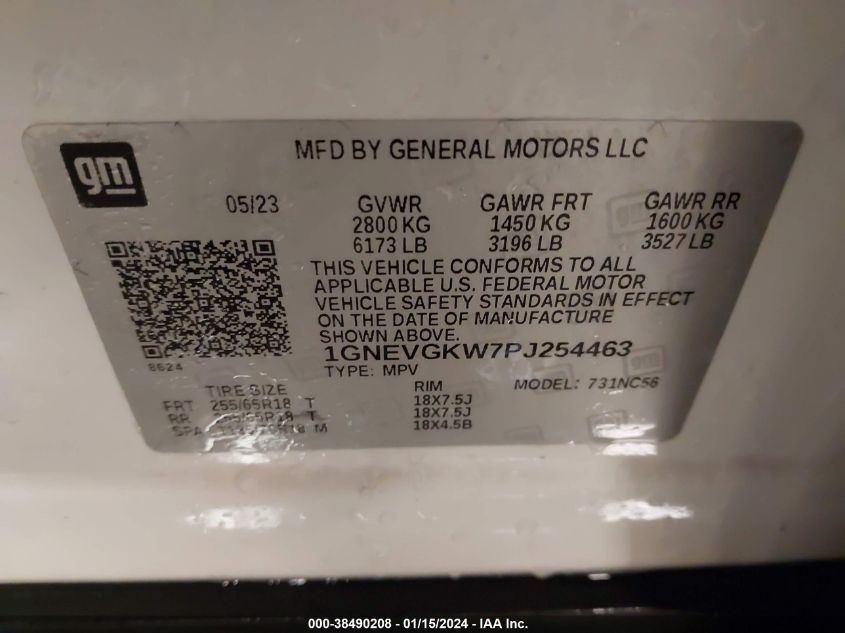 gm
MFD BY GENERAL MOTORS LLC
05/23 GVWR GAWR FRT GAWR RR
2800 KG 1450 KG 1600 KG
6173 LB 3196 LB 3527 LB
THIS VEHICLE CONFORMS TO ALL
APPLICABLE U.S. FEDERAL MOTOR
VEHICLE SAFETY STANDARDS IN EFFECT
ON THE DATE OF MANUFACTURE
SHOWN ABOVE.
1GNEVGKW7PJ254463
8624
TYPE: MPV MODEL: 731NC56
TIRE SIZE RIM
FRT 255/65R18 T 18X7.5J
RR T 18X7.5J
SPA M 18X4.5B
000-38490208 - 01/15/2024 - IAA Inc.